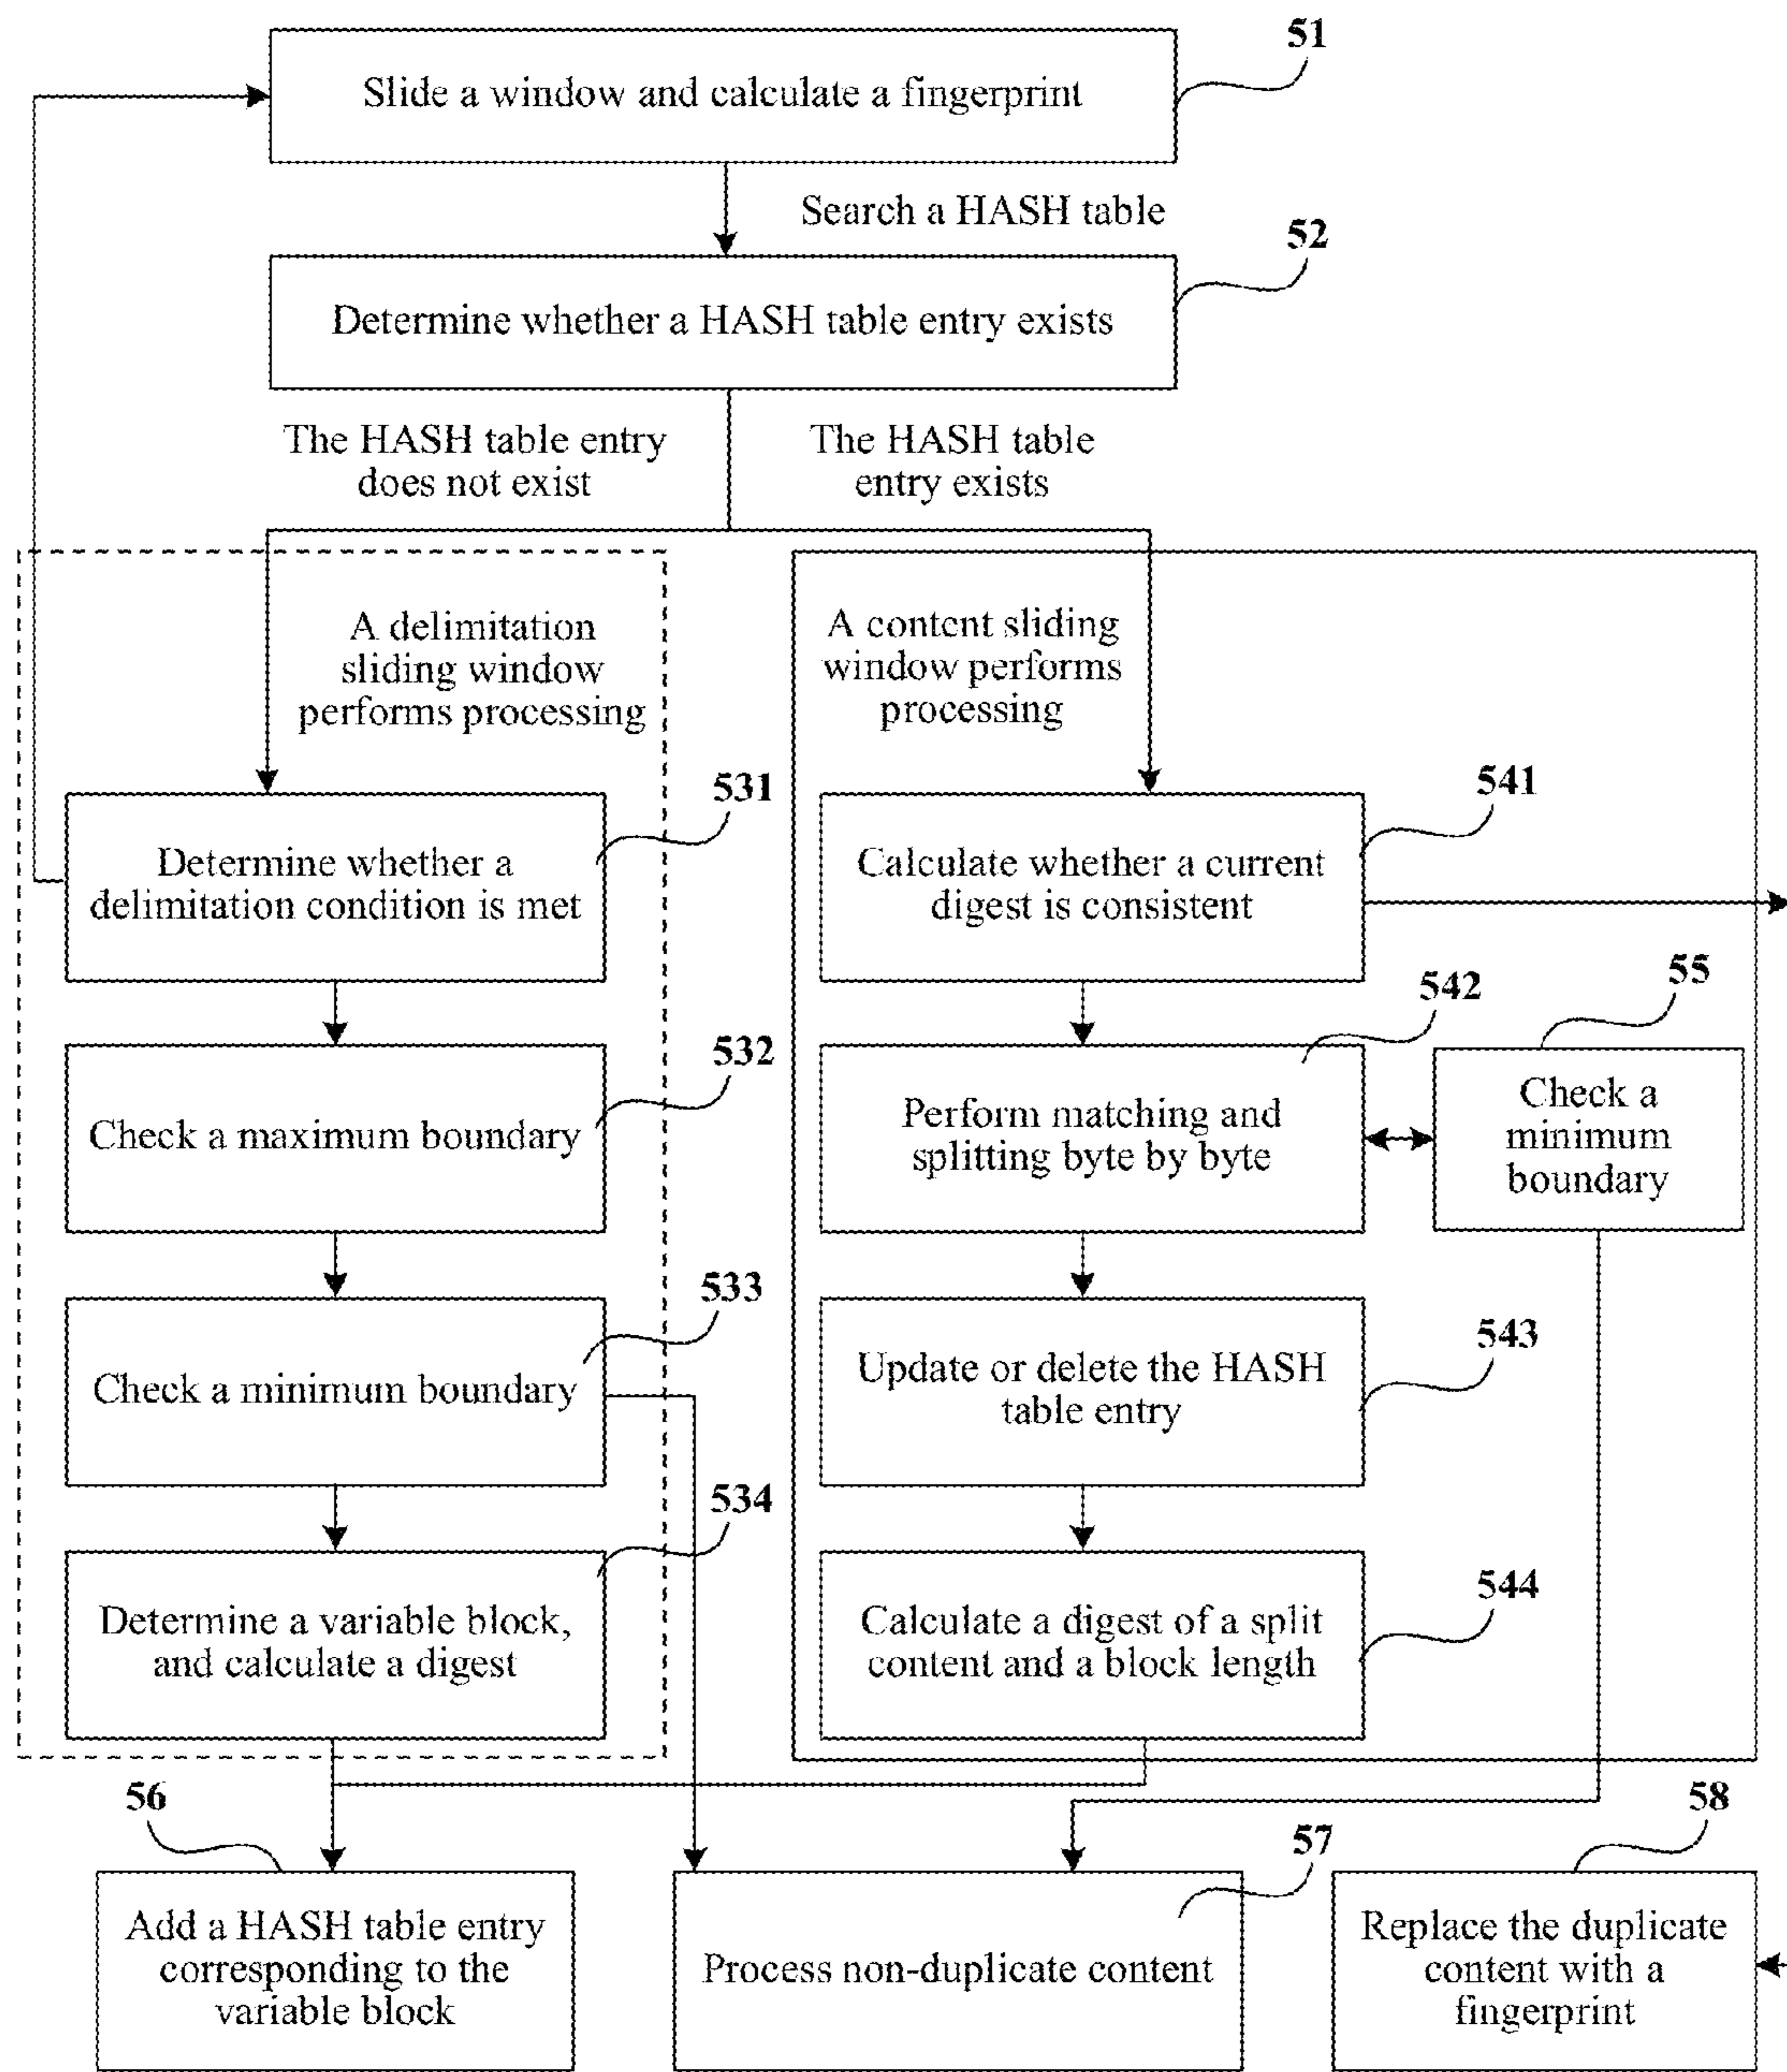 51
Slide a window and calculate a fingerprint
Search a HASH table
52
Determine whether a HASH table entry exists
The HASH table entry
does not exist
The HASH table
entry exists
A delimitation
sliding window
performs processing
A content sliding
window performs
processing
531
Determine whether a
delimitation condition is met
541
Calculate whether a current
digest is consistent
532
Check a maximum boundary
542
Perform matching and
splitting byte by byte
55
Check a
minimum
boundary
533
Check a minimum boundary
543
Update or delete the HASH
table entry
534
Determine a variable block,
and calculate a digest
544
Calculate a digest of a split
content and a block length
56
Add a HASH table entry
corresponding to the
variable block
57
Process non-duplicate content
58
Replace the duplicate
content with a
fingerprint